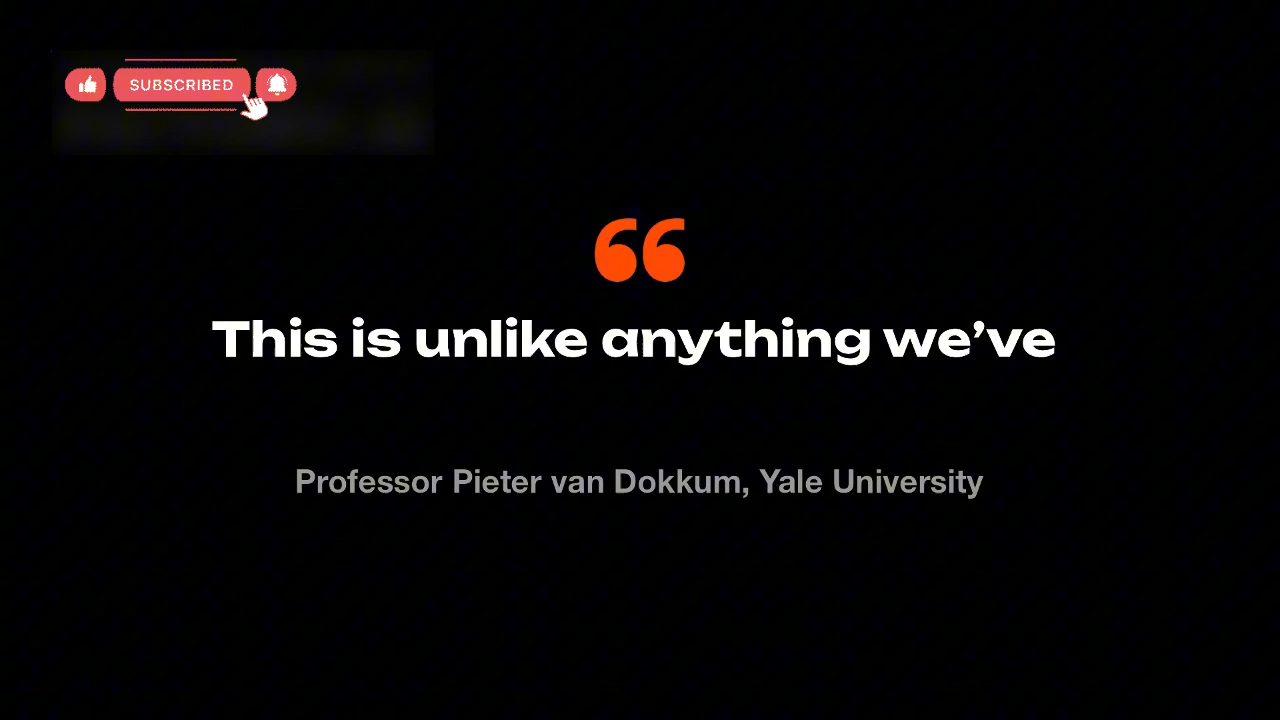 SUBSCRIBED
“
This is unlike anything we’ve
Professor Pieter van Dokkum, Yale University